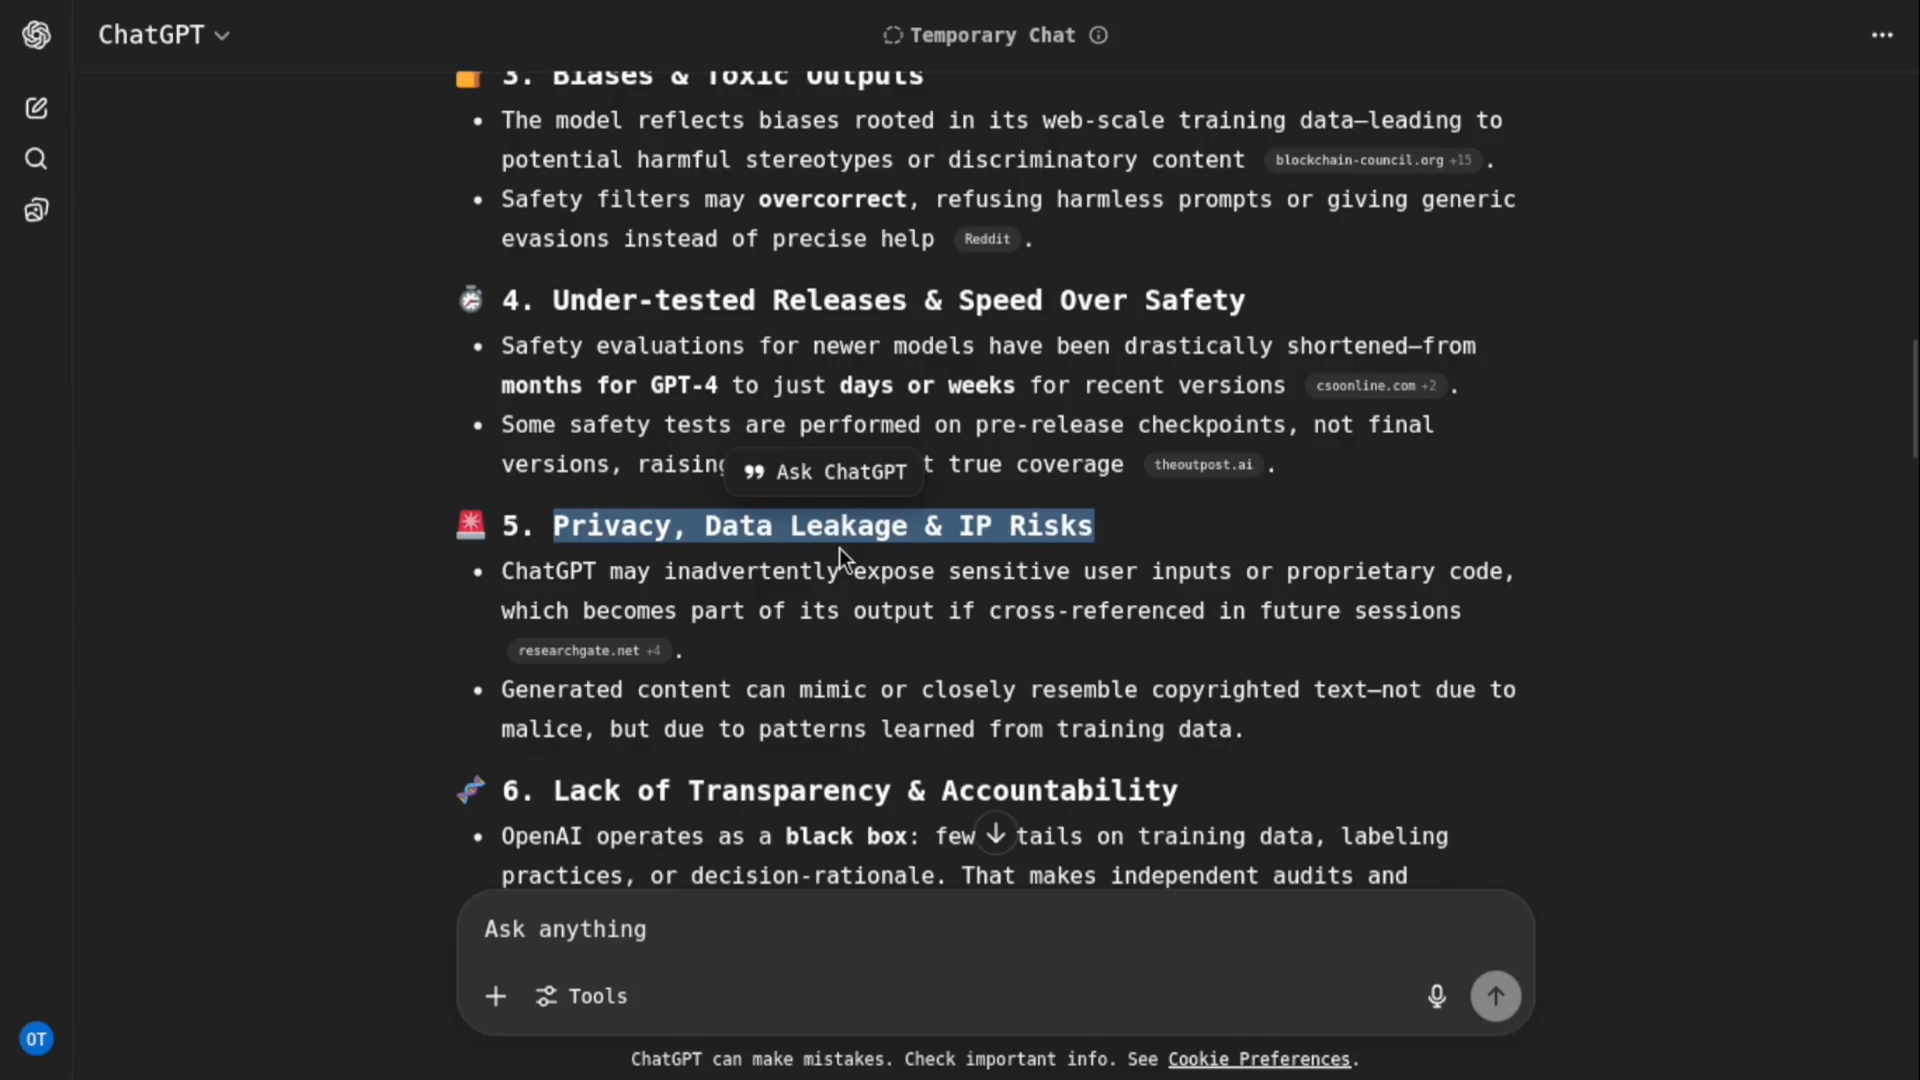 ChatGPT
Temporary Chat
3. Biases & Toxic Outputs
• The model reflects biases rooted in its web-scale training data—leading to
potential harmful stereotypes or discriminatory content blockchain-council.org +15 .
• Safety filters may overcorrect, refusing harmless prompts or giving generic
evasions instead of precise help Reddit .
4. Under-tested Releases & Speed Over Safety
• Safety evaluations for newer models have been drastically shortened—from
months for GPT-4 to just days or weeks for recent versions csoonline.com +2 .
• Some safety tests are performed on pre-release checkpoints, not final
versions, raising t true coverage theoutpost.ai .
Ask ChatGPT
5. Privacy, Data Leakage & IP Risks
• ChatGPT may inadvertently expose sensitive user inputs or proprietary code,
which becomes part of its output if cross-referenced in future sessions
researchgate.net +4 .
• Generated content can mimic or closely resemble copyrighted text—not due to
malice, but due to patterns learned from training data.
6. Lack of Transparency & Accountability
• OpenAI operates as a black box: few tails on training data, labeling
practices, or decision-rationale. That makes independent audits and
Ask anything
Tools
OT
ChatGPT can make mistakes. Check important info. See Cookie Preferences.